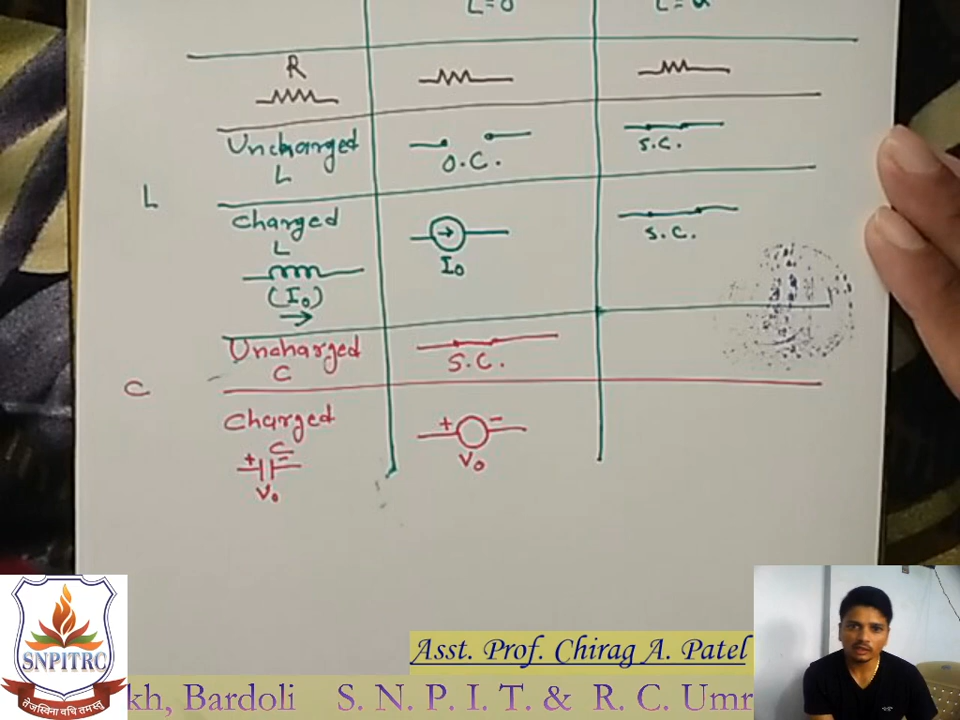 R
Uncharged
L
O.C.
S.C.
L
Charged
L
(I₀)
I₀
S.C.
C
Uncharged
C
S.C.
Charged
C
+ -
V₀
+ -
V₀
SNPITRC
Asst. Prof. Chirag A. Patel
kh, Bardoli S. N. P. I. T. & R. C. Umr